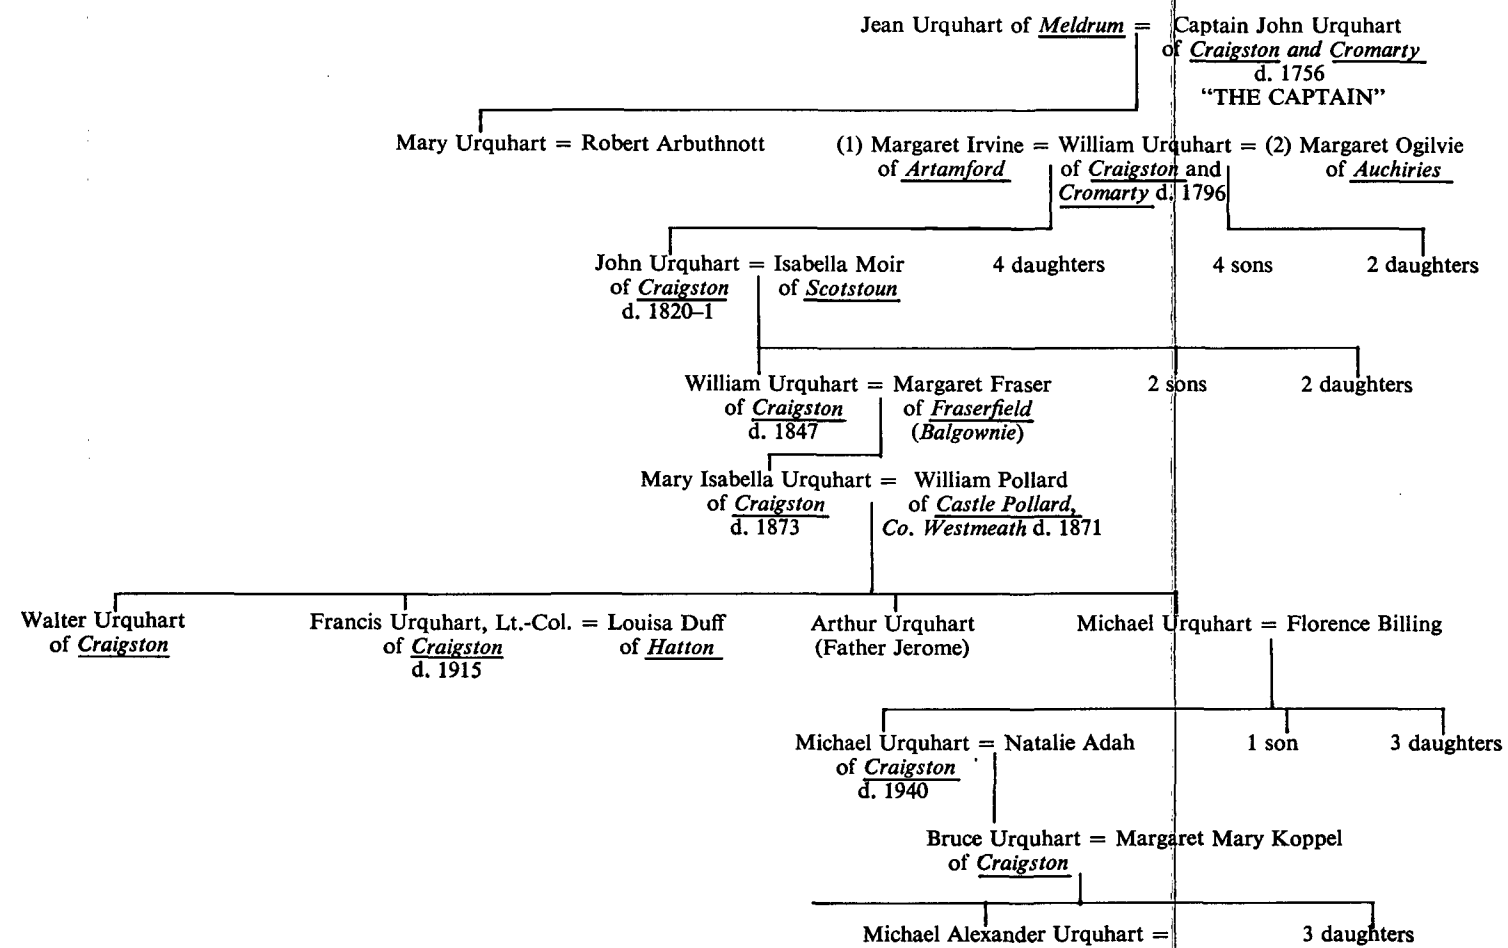 Jean Urquhart of Meldrum = Captain John Urquhart
of Craigston and Cromarty
d. 1756
"THE CAPTAIN"
Mary Urquhart = Robert Arbuthnott
(1) Margaret Irvine = William Urquhart = (2) Margaret Ogilvie
of Artamford of Craigston and of Auchiries
Cromarty d. 1796
John Urquhart = Isabella Moir 4 daughters 4 sons 2 daughters
of Craigston of Scotstoun
d. 1820–1
William Urquhart = Margaret Fraser 2 sons 2 daughters
of Craigston of Fraserfield
d. 1847 (Balgownie)
Mary Isabella Urquhart = William Pollard
of Craigston of Castle Pollard,
d. 1873 Co. Westmeath d. 1871
Walter Urquhart Francis Urquhart, Lt.-Col. = Louisa Duff Arthur Urquhart Michael Urquhart = Florence Billing
of Craigston of Craigston of Hatton (Father Jerome)
d. 1915
Michael Urquhart = Natalie Adah 1 son 3 daughters
of Craigston
d. 1940
Bruce Urquhart = Margaret Mary Koppel
of Craigston
Michael Alexander Urquhart = 3 daughters